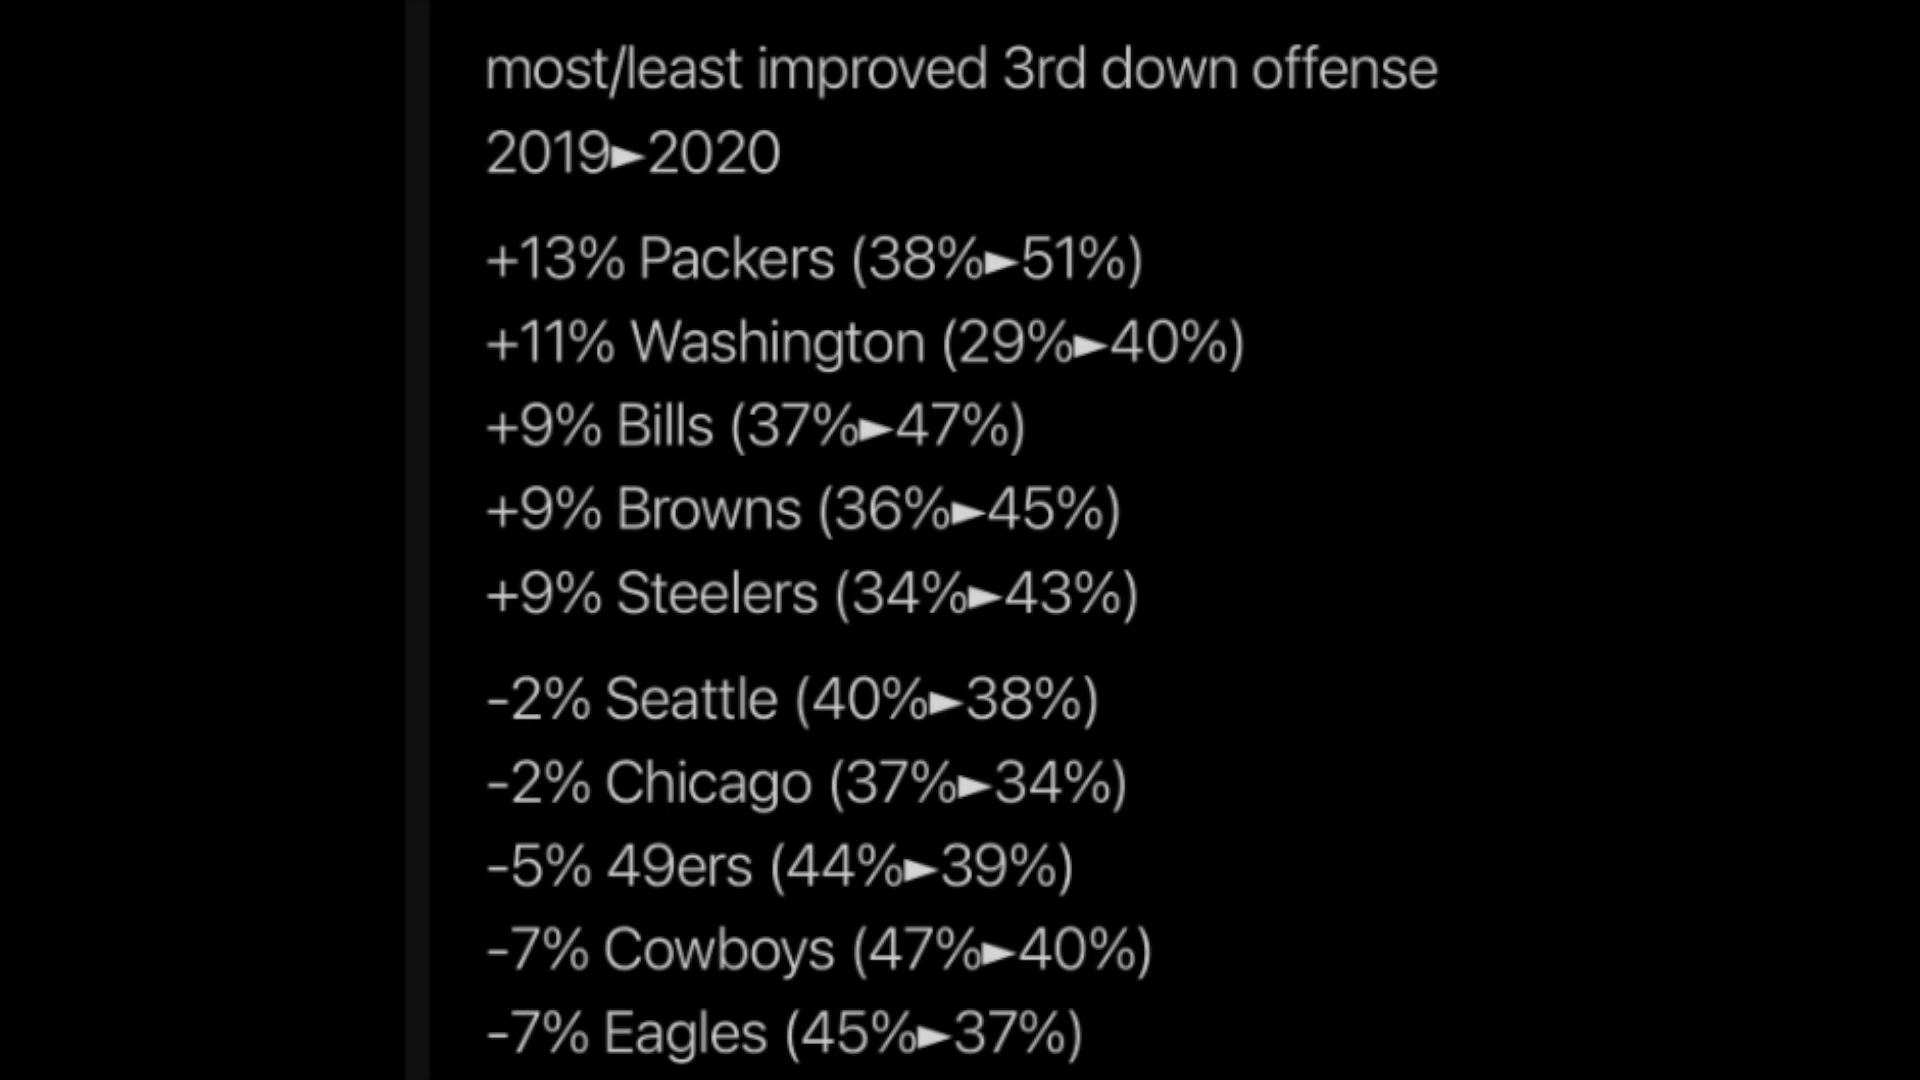 most/least improved 3rd down offense
2019►2020
+13% Packers (38%►51%)
+11% Washington (29%►40%)
+9% Bills (37%►47%)
+9% Browns (36%►45%)
+9% Steelers (34%►43%)
-2% Seattle (40%►38%)
-2% Chicago (37%►34%)
-5% 49ers (44%►39%)
-7% Cowboys (47%►40%)
-7% Eagles (45%►37%)